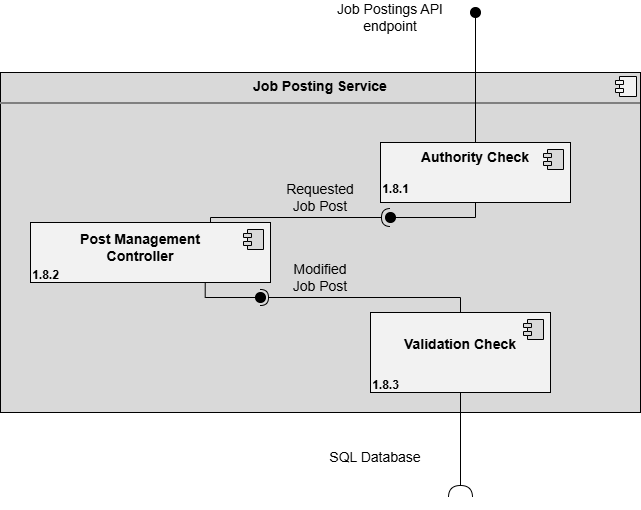 Job Postings API
endpoint
Job Posting Service
Authority Check
1.8.1
Requested
Job Post
Post Management
Controller
1.8.2
Modified
Job Post
Validation Check
1.8.3
SQL Database